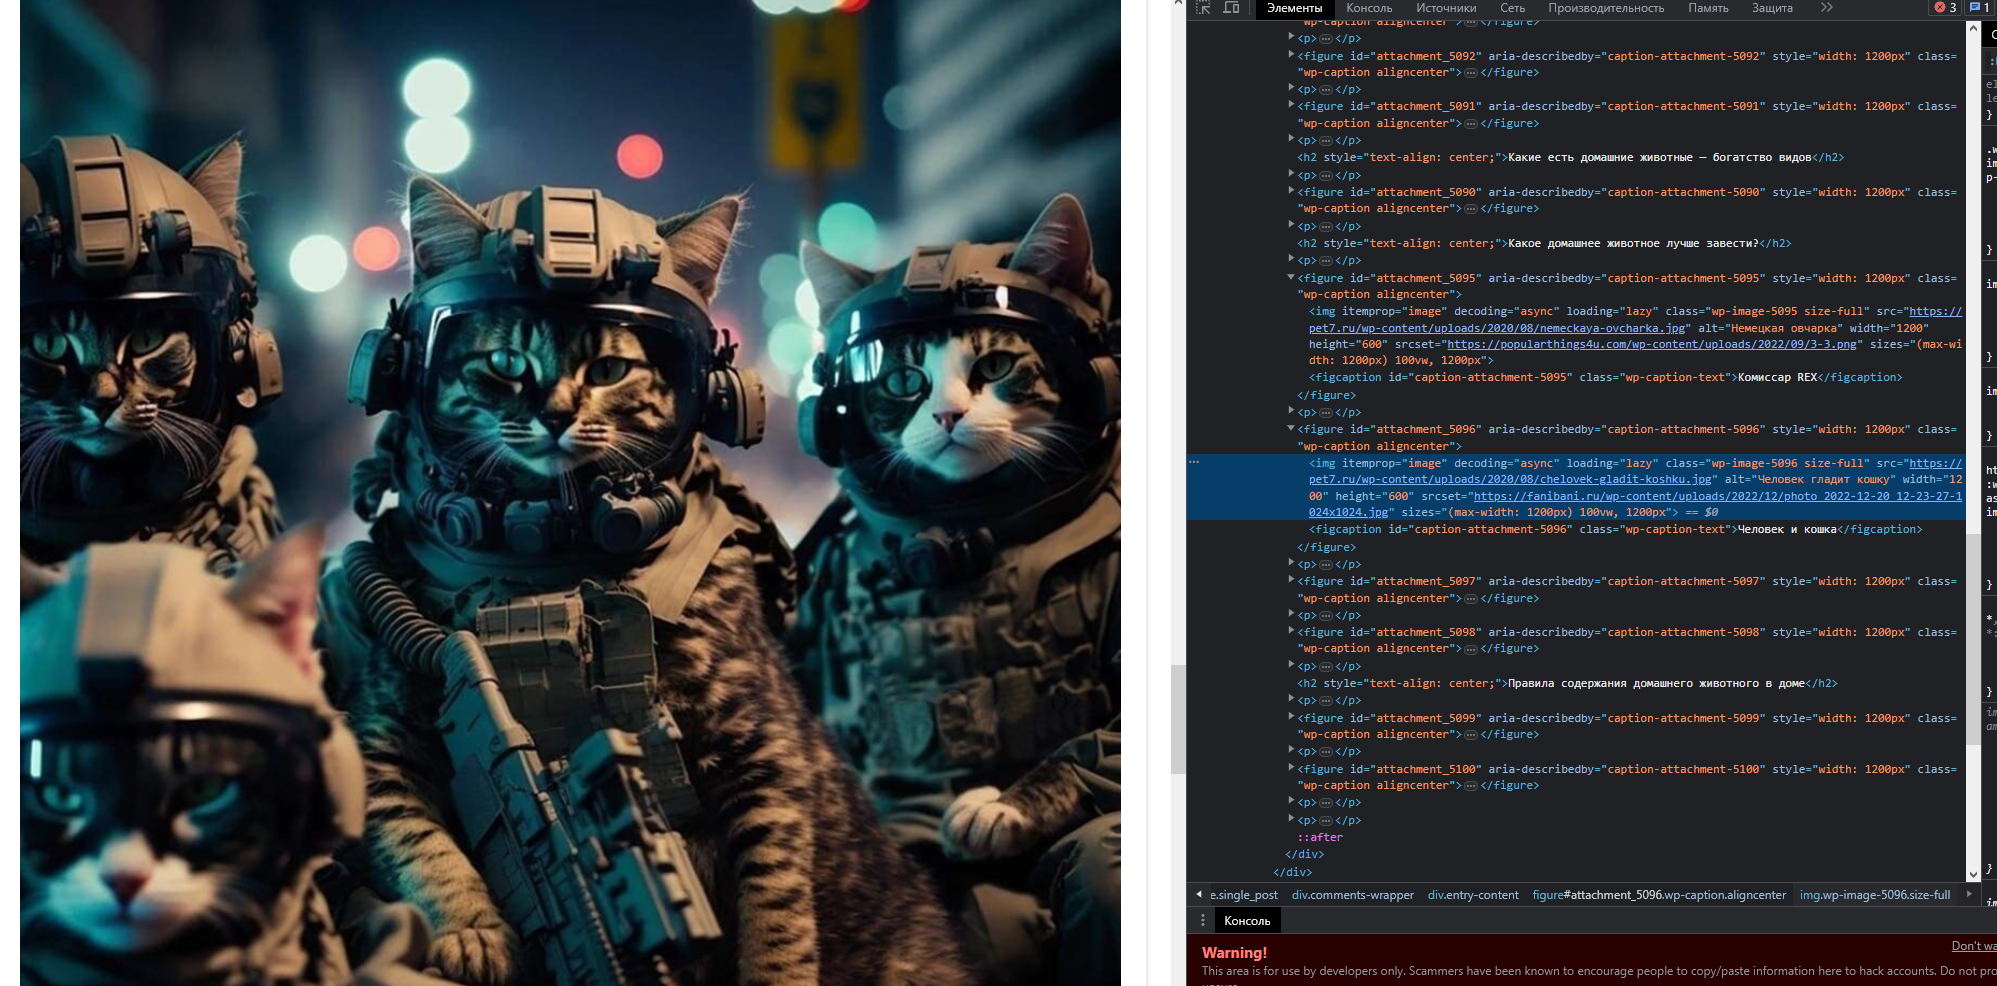 Элементы Консоль Источники Сеть Производительность Память Защита 3 1
"wp-caption aligncenter"> </figure>
<p> </p>
<figure id="attachment_5092" aria-describedby="caption-attachment-5092" style="width: 1200px" class=
"wp-caption aligncenter"> </figure>
<p> </p>
<figure id="attachment_5091" aria-describedby="caption-attachment-5091" style="width: 1200px" class=
"wp-caption aligncenter"> </figure>
<p> </p>
<h2 style="text-align: center;">Какие есть домашние животные — богатство видов</h2>
<p> </p>
<figure id="attachment_5090" aria-describedby="caption-attachment-5090" style="width: 1200px" class=
"wp-caption aligncenter"> </figure>
<p> </p>
<h2 style="text-align: center;">Какое домашнее животное лучше завести?</h2>
<p> </p>
<figure id="attachment_5095" aria-describedby="caption-attachment-5095" style="width: 1200px" class=
"wp-caption aligncenter">
<img itemprop="image" decoding="async" loading="lazy" class="wp-image-5095 size-full" src="https://
pet7.ru/wp-content/uploads/2020/08/nemeckaya-ovcharka.jpg" alt="Немецкая овчарка" width="1200"
height="600" srcset="https://popularthings4u.com/wp-content/uploads/2022/09/3-3.png" sizes="(max-wi
dth: 1200px) 100vw, 1200px">
<figcaption id="caption-attachment-5095" class="wp-caption-text">Комиссар REX</figcaption>
</figure>
<p> </p>
<figure id="attachment_5096" aria-describedby="caption-attachment-5096" style="width: 1200px" class=
"wp-caption aligncenter">
<img itemprop="image" decoding="async" loading="lazy" class="wp-image-5096 size-full" src="https://
pet7.ru/wp-content/uploads/2020/08/chelovek-gladit-koshku.jpg" alt="Человек гладит кошку" width="12
00" height="600" srcset="https://fanibani.ru/wp-content/uploads/2022/12/photo_2022-12-20_12-23-27-1
024x1024.jpg" sizes="(max-width: 1200px) 100vw, 1200px"> == $0
<figcaption id="caption-attachment-5096" class="wp-caption-text">Человек и кошка</figcaption>
</figure>
<p> </p>
<figure id="attachment_5097" aria-describedby="caption-attachment-5097" style="width: 1200px" class=
"wp-caption aligncenter"> </figure>
<p> </p>
<figure id="attachment_5098" aria-describedby="caption-attachment-5098" style="width: 1200px" class=
"wp-caption aligncenter"> </figure>
<p> </p>
<h2 style="text-align: center;">Правила содержания домашнего животного в доме</h2>
<p> </p>
<figure id="attachment_5099" aria-describedby="caption-attachment-5099" style="width: 1200px" class=
"wp-caption aligncenter"> </figure>
<p> </p>
<figure id="attachment_5100" aria-describedby="caption-attachment-5100" style="width: 1200px" class=
"wp-caption aligncenter"> </figure>
<p> </p>
<p> </p>
::after
</div>
</div>
e.single_post div.comments-wrapper div.entry-content figure#attachment_5096.wp-caption.aligncenter img.wp-image-5096.size-full
Консоль
Warning! Don't wa
This area is for use by developers only. Scammers have been known to encourage people to copy/paste information here to hack accounts. Do not pro